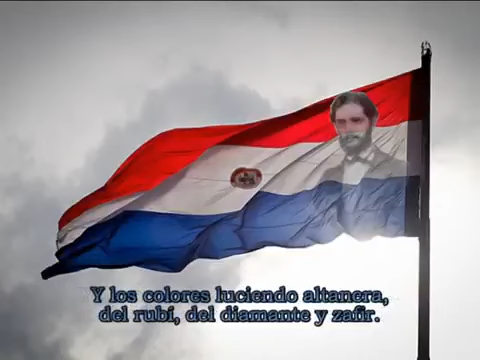 Y los colores luciendo altanera,
del rubí, del diamante y zafir.